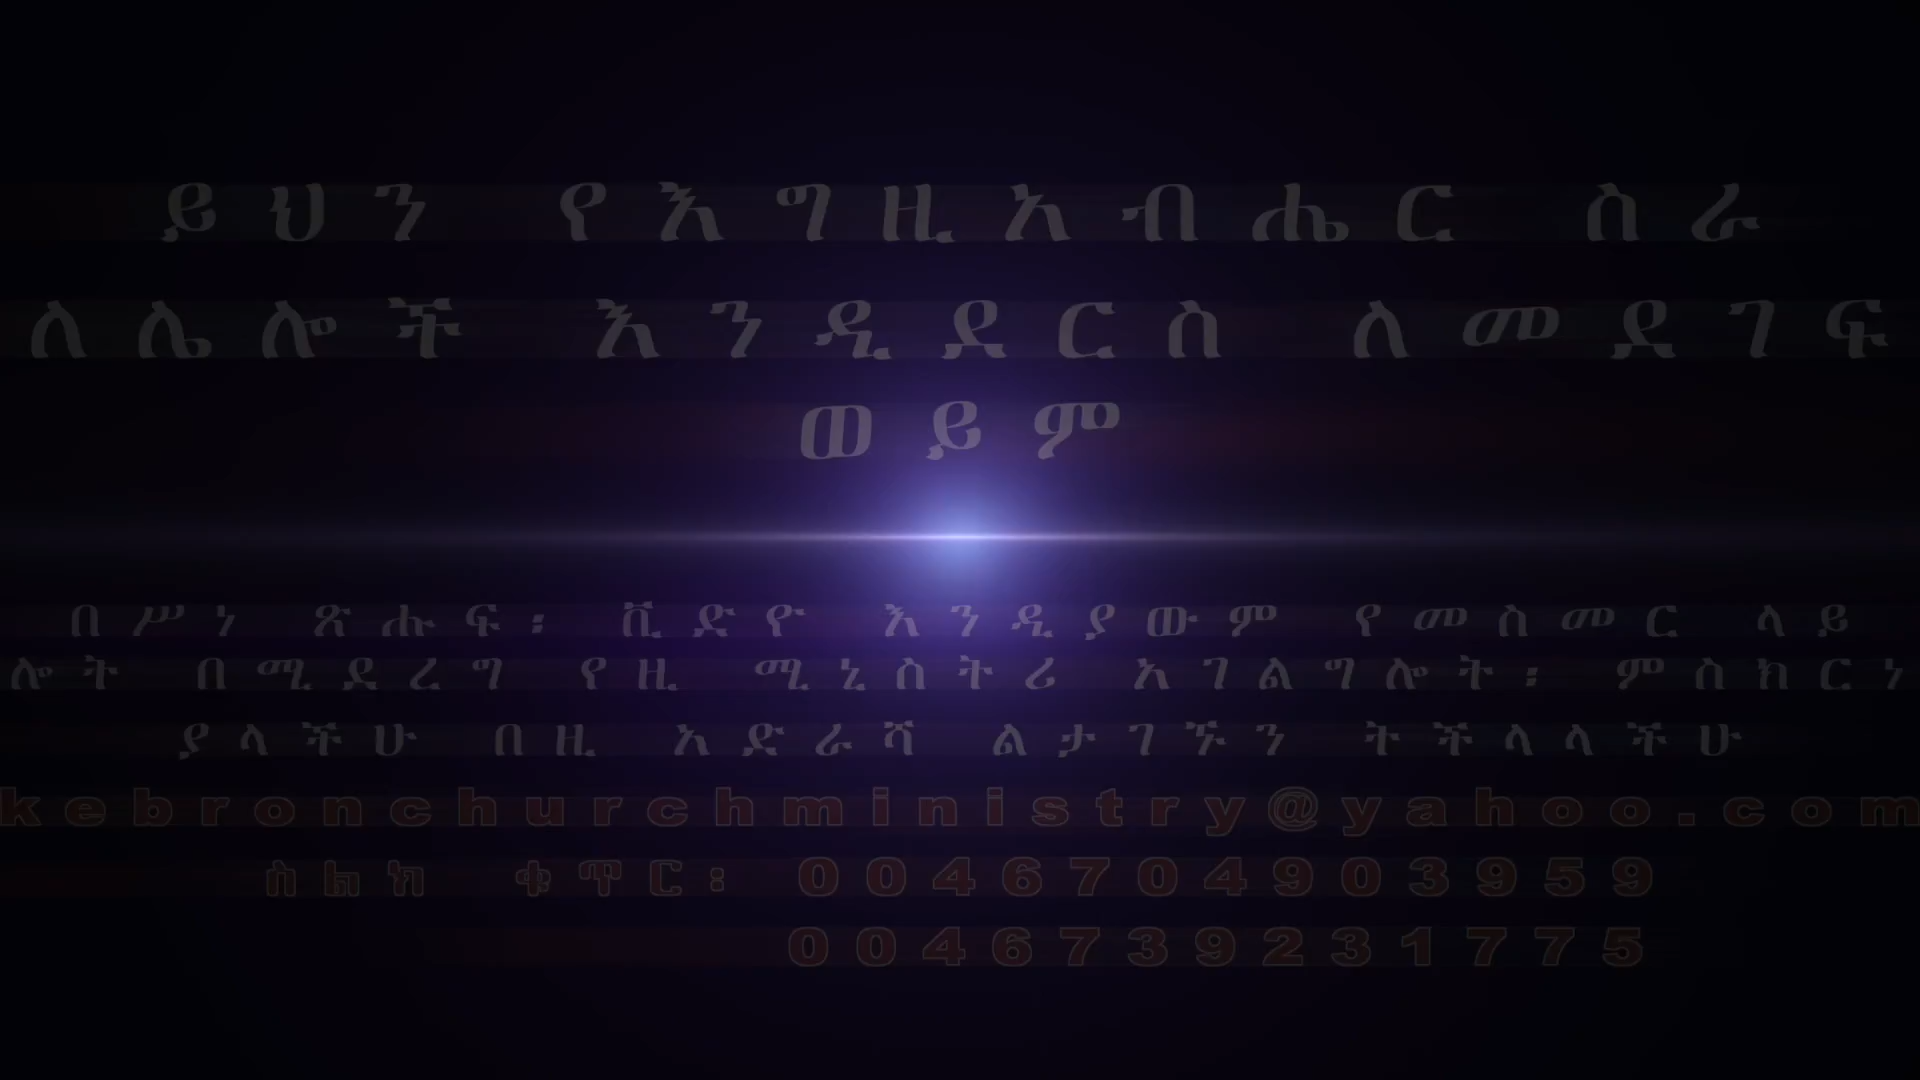 ይህን የእግዚአብሔር ስራ
ለሌሎች እንዲደርስ ለመደገፍ
ወይም
በሥነ ጽሑፍ፡ ቪድዮ እንዲያውም የመስመር ላይ
ሎት በሚደረግ የዚ ሚኒስትሪ አገልግሎት፡ ምስክርነ
ያላችሁ በዚ አድራሻ ልታገኙን ትችላላችሁ
kebronchurchministry@yahoo.com
ስልክ ቁጥር፡ 0046704903959
0046739231775